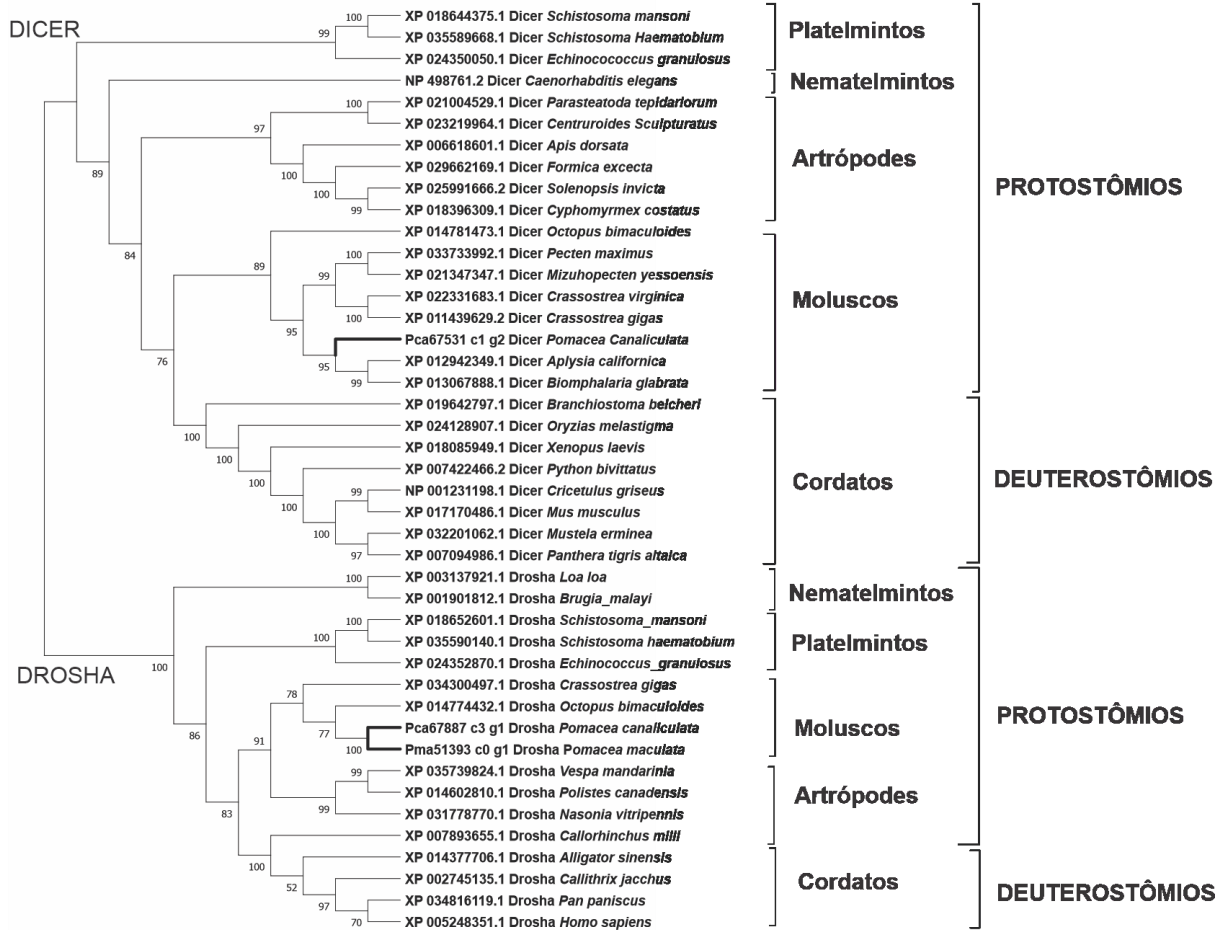 DICER
100
XP 018644375.1 Dicer Schistosoma mansoni
99
XP 035589668.1 Dicer Schistosoma Haematobium
XP 024350050.1 Dicer Echinocococcus granulosus
Platelmintos
NP 498761.2 Dicer Caenorhabditis elegans
Nematelmintos
89
100
XP 021004529.1 Dicer Parasteatoda tepidariorum
97
XP 023219964.1 Dicer Centruroides Sculpturatus
XP 006618601.1 Dicer Apis dorsata
100
XP 029662169.1 Dicer Formica excecta
100
XP 025991666.2 Dicer Solenopsis invicta
99
XP 018396309.1 Dicer Cyphomyrmex costatus
Artrópodes
PROTOSTÔMIOS
84
XP 014781473.1 Dicer Octopus bimaculoides
89
100
XP 033733992.1 Dicer Pecten maximus
99
XP 021347347.1 Dicer Mizuhopecten yessoensis
XP 022331683.1 Dicer Crassostrea virginica
100
XP 011439629.2 Dicer Crassostrea gigas
95
Pca67531 c1 g2 Dicer Pomacea Canaliculata
95
XP 012942349.1 Dicer Aplysia californica
99
XP 013067888.1 Dicer Biomphalaria glabrata
Moluscos
76
XP 019642797.1 Dicer Branchiostoma belcheri
100
XP 024128907.1 Dicer Oryzias melastigma
100
XP 018085949.1 Dicer Xenopus laevis
100
XP 007422466.2 Dicer Python bivittatus
100
99
NP 001231198.1 Dicer Cricetulus griseus
XP 017170486.1 Dicer Mus musculus
100
XP 032201062.1 Dicer Mustela erminea
97
XP 007094986.1 Dicer Panthera tigris altaica
Cordatos
DEUTEROSTÔMIOS
DROSHA
100
100
XP 003137921.1 Drosha Loa loa
XP 001901812.1 Drosha Brugia_malayi
Nematelmintos
86
100
XP 018652601.1 Drosha Schistosoma_mansoni
100
XP 035590140.1 Drosha Schistosoma haematobium
XP 024352870.1 Drosha Echinococcus_granulosus
Platelmintos
78
XP 034300497.1 Drosha Crassostrea gigas
XP 014774432.1 Drosha Octopus bimaculoides
77
Pca67887 c3 g1 Drosha Pomacea canaliculata
100
Pma51393 c0 g1 Drosha Pomacea maculata
Moluscos
PROTOSTÔMIOS
91
99
XP 035739824.1 Drosha Vespa mandarinia
XP 014602810.1 Drosha Polistes canadensis
99
XP 031778770.1 Drosha Nasonia vitripennis
Artrópodes
83
XP 007893655.1 Drosha Callorhinchus milii
100
XP 014377706.1 Drosha Alligator sinensis
52
XP 002745135.1 Drosha Callithrix jacchus
97
XP 034816119.1 Drosha Pan paniscus
70
XP 005248351.1 Drosha Homo sapiens
Cordatos
DEUTEROSTÔMIOS